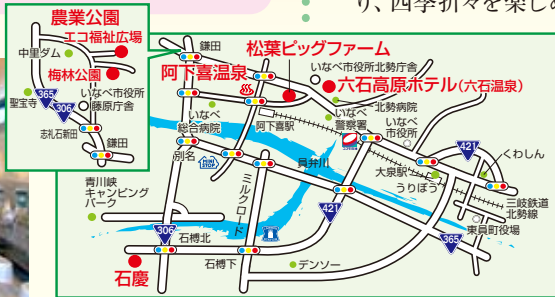 り、四季折々を楽しめ
農業公園
エコ福祉広場
中里ダム
梅林公園
365
306
聖宝寺
いなべ市役所
藤原庁舎
志礼石新田
鎌田
鎌田
松葉ピッグファーム
阿下喜温泉
いなべ市役所北勢庁舎
六石高原ホテル(六石温泉)
いなべ
総合病院
阿下喜駅
北勢病院
いなべ
警察署
いなべ
市役所
421
別名
MINI
STOP
員弁川
大泉駅
うりぼう
くわしん
青川峡
キャンピング
パーク
ミルクロード
421
三岐鉄道
北勢線
306
石榑北
365
東員町役場
石慶
石榑下
デンソー